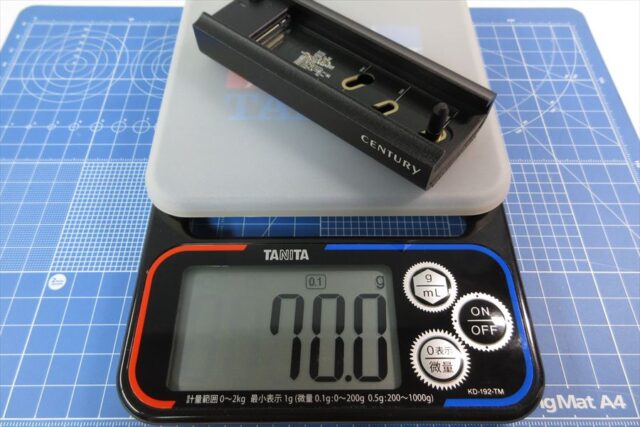 CENTURY
TANITA
0.1
g
70.0
g
mL
ON
OFF
0表示
微量
KD-192-TM
計量範囲 0～2kg 最小表示 1g (微量 0.1g:0～200g 0.5g:200～1000g)
ngMat A4